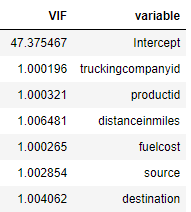 VIF variable
47.375467 Intercept
1.000196 truckingcompanyid
1.000321 productid
1.006481 distanceinmiles
1.000265 fuelcost
1.002854 source
1.004062 destination